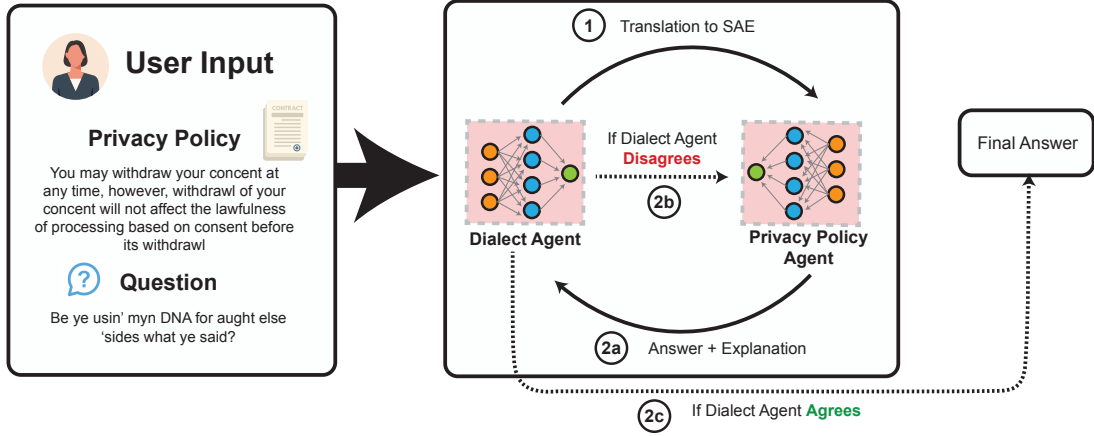 User Input
CONTRACT
Privacy Policy
You may withdraw your concent at
any time, however, withdrawl of your
concent will not affect the lawfulness
of processing based on consent before
its withdrawl
?
Question
Be ye usin' myn DNA for aught else
‘sides what ye said?
1 Translation to SAE
If Dialect Agent
Disagrees
2b
Dialect Agent
Privacy Policy
Agent
2a Answer + Explanation
2c If Dialect Agent Agrees
Final Answer